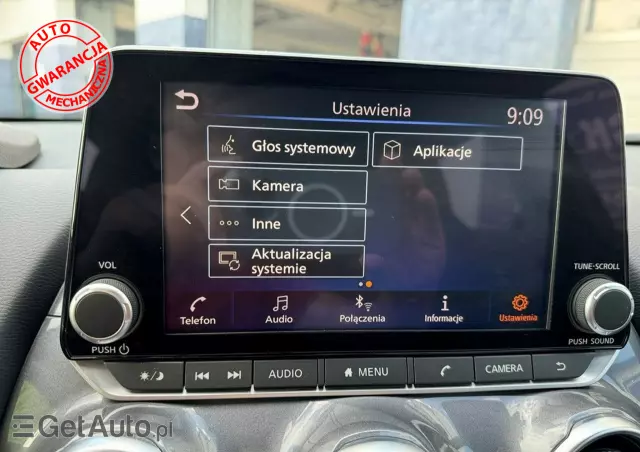 AUTO
GWARANCJA
MECHANICZNA
Ustawienia
9:09
Głos systemowy
Aplikacje
Kamera
Inne
Aktualizacja
systemie
VOL
TUNE•SCROLL
Telefon
Audio
Połączenia
Informacje
Ustawienia
PUSH
PUSH SOUND
AUDIO
MENU
CAMERA
GetAuto.pl